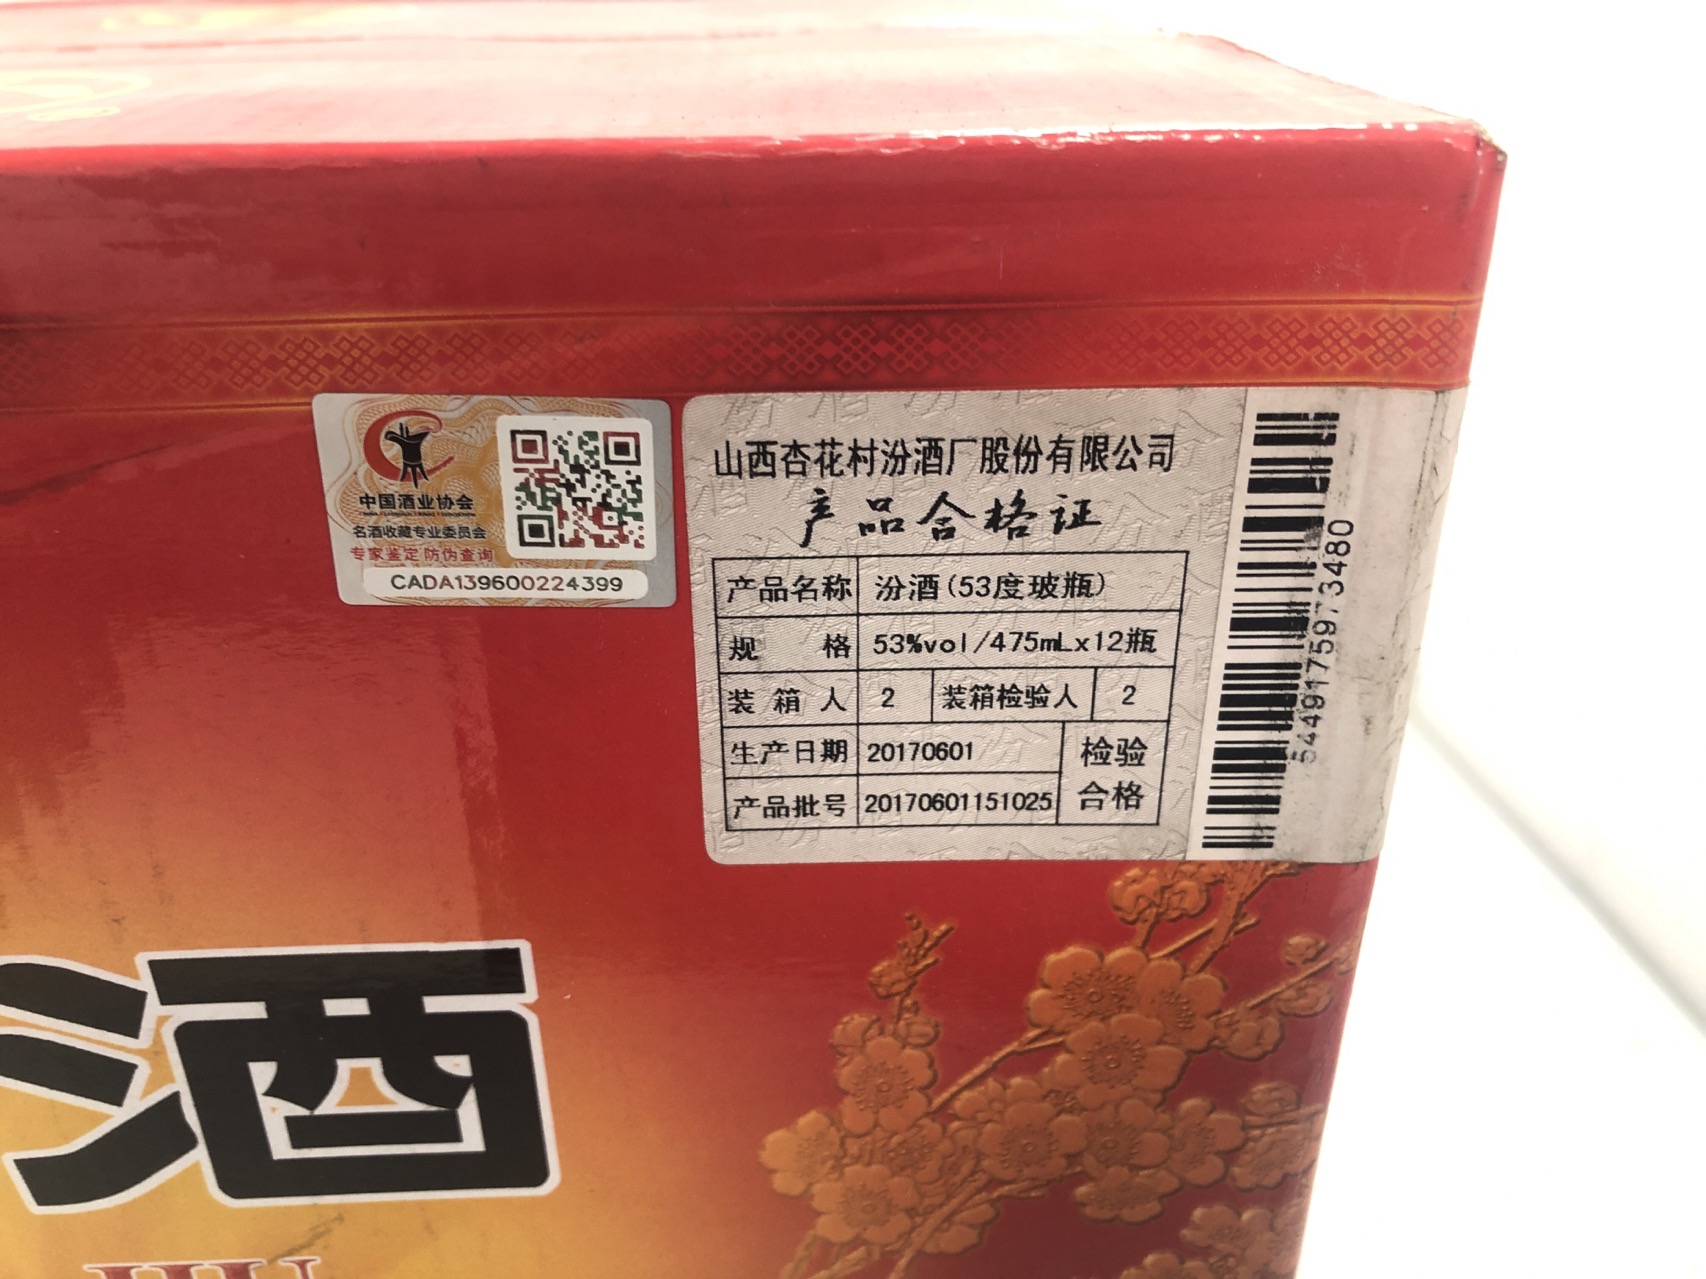 中国酒业协会
名酒收藏专业委员会
专家鉴定 防伪查询
CADA139600224399
山西杏花村汾酒厂股份有限公司
产品合格证
产品名称 汾酒(53度玻瓶)
规格 53%vol/475mLx12瓶
装箱人 2 装箱检验人 2
生产日期 20170601 检验
产品批号 20170601151025 合格
酒